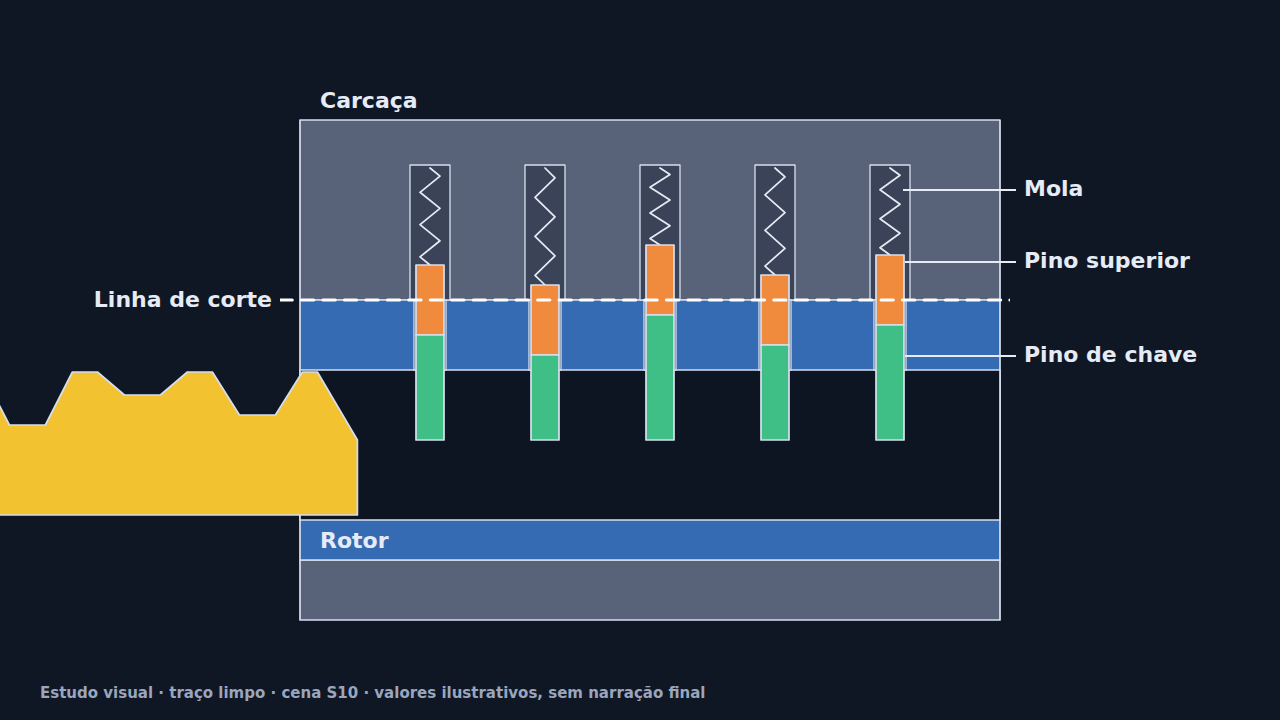 Carcaça
Mola
Pino superior
Linha de corte
Pino de chave
Rotor
Estudo visual · traço limpo · cena S10 · valores ilustrativos, sem narração final